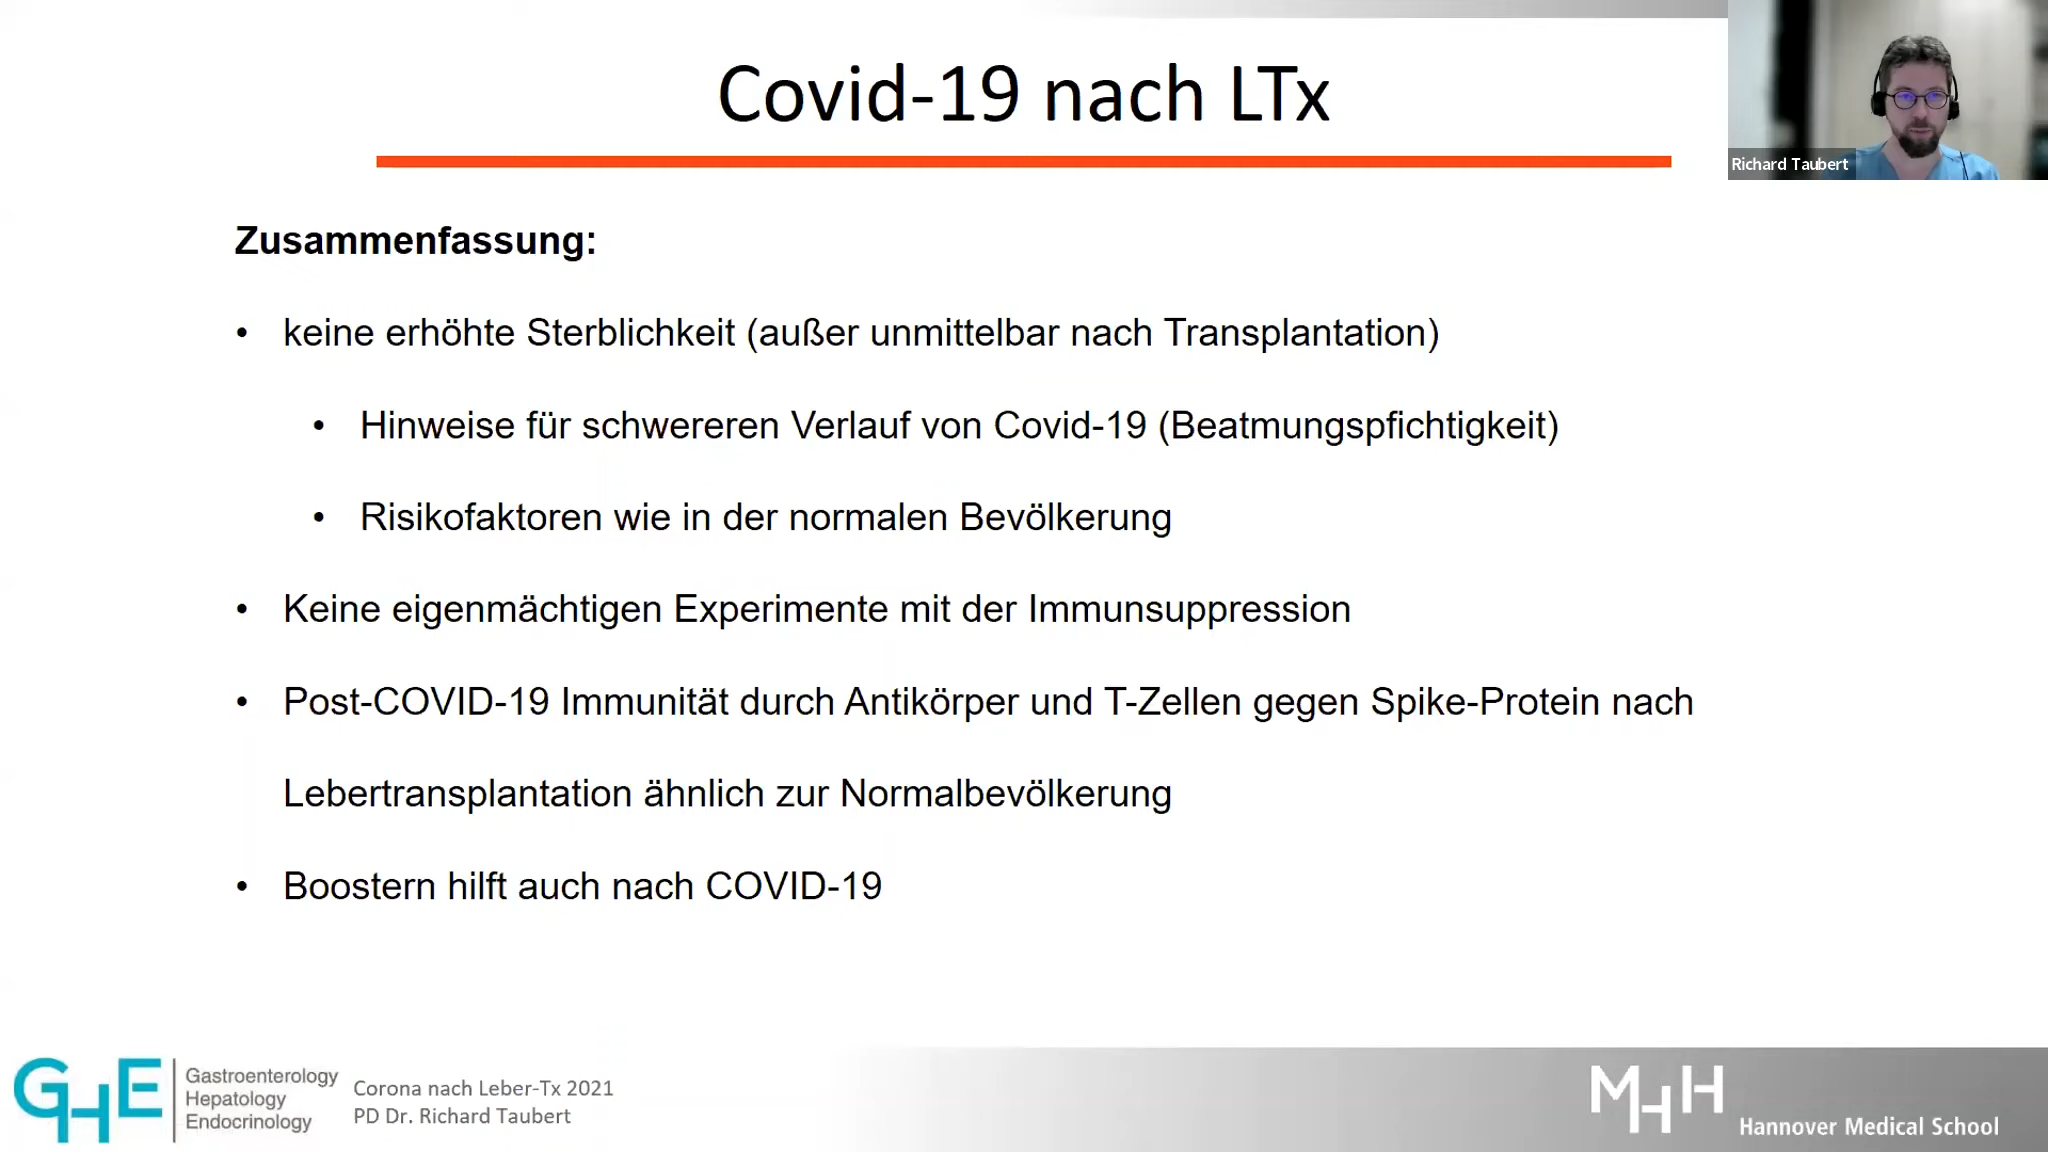 Covid-19 nach LTx
Richard Taubert
Zusammenfassung:
• keine erhöhte Sterblichkeit (außer unmittelbar nach Transplantation)
• Hinweise für schwereren Verlauf von Covid-19 (Beatmungspfichtigkeit)
• Risikofaktoren wie in der normalen Bevölkerung
• Keine eigenmächtigen Experimente mit der Immunsuppression
• Post-COVID-19 Immunität durch Antikörper und T-Zellen gegen Spike-Protein nach
Lebertransplantation ähnlich zur Normalbevölkerung
• Boostern hilft auch nach COVID-19
GHE
Gastroenterology
Hepatology
Endocrinology
Corona nach Leber-Tx 2021
PD Dr. Richard Taubert
MHH
Hannover Medical School